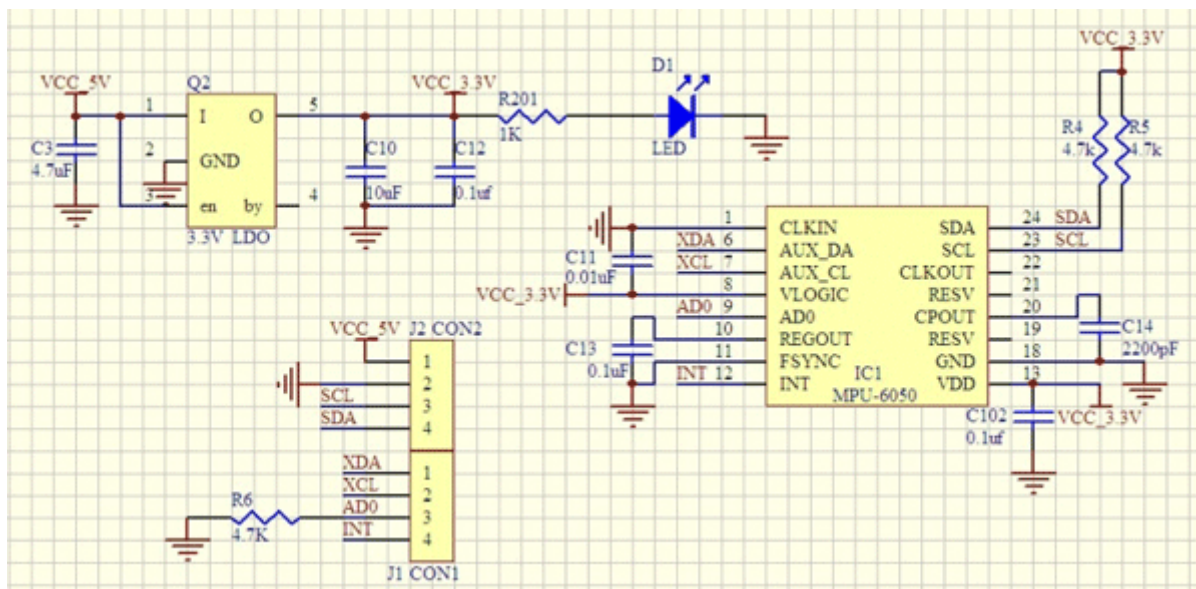 VCC_5V
Q2
VCC_3.3V
1
I
O
5
C3
4.7uF
2
GND
3
en
by
4
3.3V LDO
C10
10uF
C12
0.1uf
R201
1K
D1
LED
VCC_3.3V
R4
4.7k
R5
4.7k
1 CLKIN
XDA 6 AUX_DA
XCL 7 AUX_CL
8 VLOGIC
AD0 9 AD0
10 REGOUT
11 FSYNC
INT 12 INT
SDA 24 SDA
SCL 23 SCL
CLKOUT 22
RESV 21
CPOUT 20
RESV 19
GND 18
VDD 13
IC1
MPU-6050
C11
0.01uF
VCC_3.3V
C13
0.1uF
C14
2200pF
C102
0.1uf
VCC_3.3V
VCC_5V
J2 CON2
1
2
SCL 3
SDA 4
XDA 1
XCL 2
AD0 3
INT 4
R6
4.7K
J1 CON1